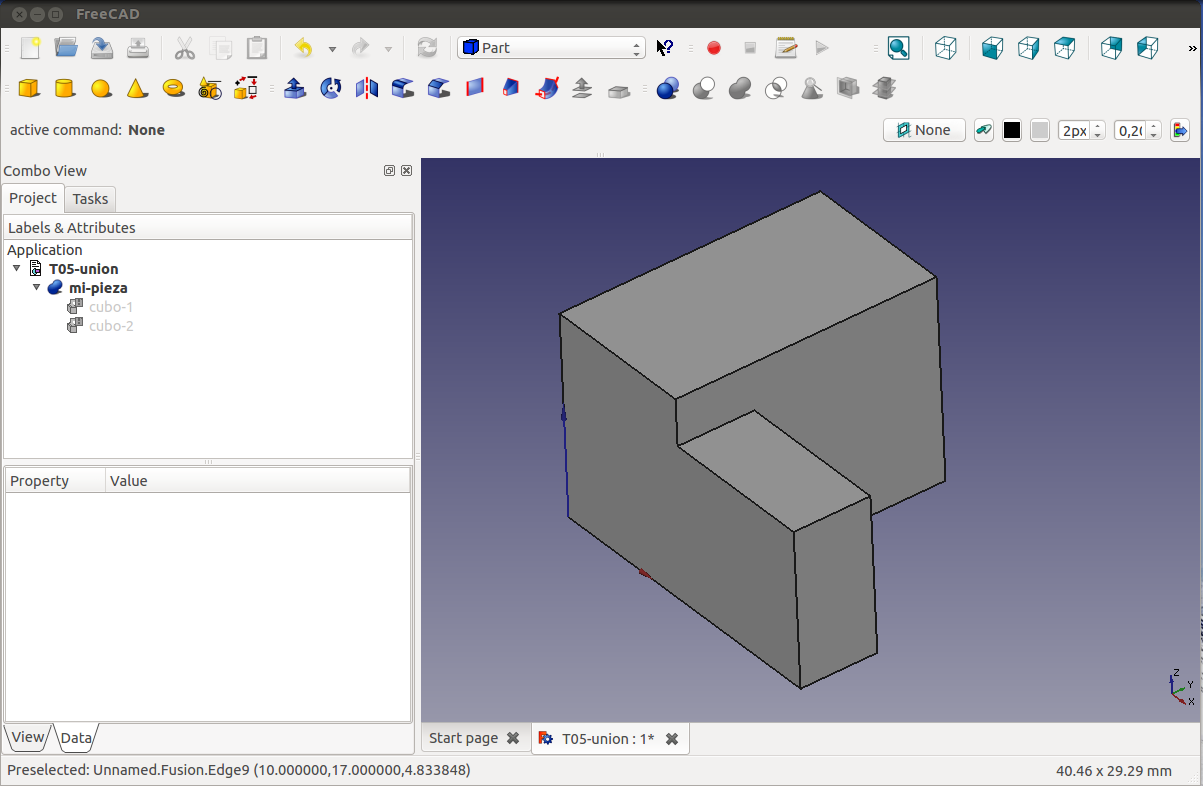 FreeCAD
Part
active command: None
None
2px
0,20
Combo View
Project
Tasks
Labels & Attributes
Application
T05-union
mi-pieza
cubo-1
cubo-2
Property
Value
View
Data
Z
Y
X
Start page
T05-union : 1*
Preselected: Unnamed.Fusion.Edge9 (10.000000,17.000000,4.833848)
40.46 x 29.29 mm